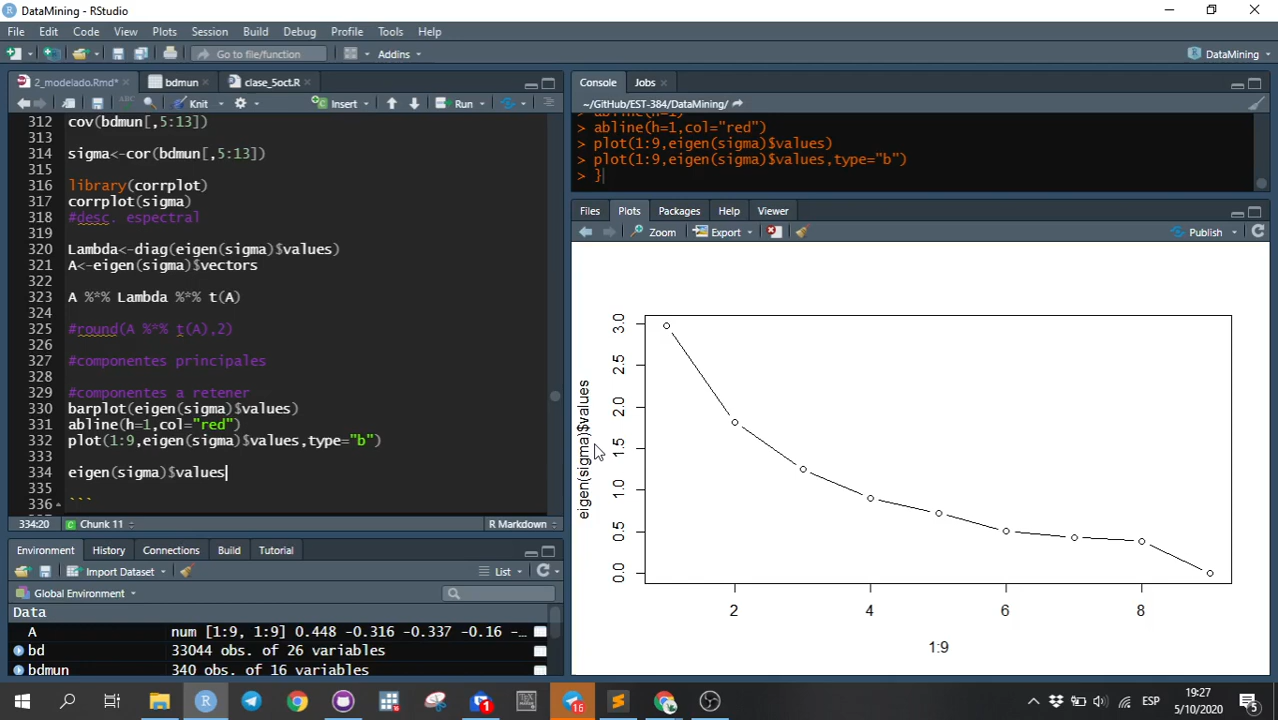 DataMining - RStudio
File Edit Code View Plots Session Build Debug Profile Tools Help
Go to file/function Addins DataMining
2_modelado.Rmd* bdmun clase_5oct.R
ABC Knit Insert Run
312 cov(bdmun[,5:13])
313
314 sigma<-cor(bdmun[,5:13])
315
316 library(corrplot)
317 corrplot(sigma)
318 #desc. espectral
319
320 Lambda<-diag(eigen(sigma)$values)
321 A<-eigen(sigma)$vectors
322
323 A %*% Lambda %*% t(A)
324
325 #round(A %*% t(A),2)
326
327 #componentes principales
328
329 #componentes a retener
330 barplot(eigen(sigma)$values)
331 abline(h=1,col="red")
332 plot(1:9,eigen(sigma)$values,type="b")
333
334 eigen(sigma)$values
335
336 ```
334:20 Chunk 11 R Markdown
Environment History Connections Build Tutorial
Import Dataset List
Global Environment
Data
A num [1:9, 1:9] 0.448 -0.316 -0.337 -0.16 -...
bd 33044 obs. of 26 variables
bdmun 340 obs. of 16 variables
Console Jobs
~/GitHub/EST-384/DataMining/
> abline(h=1)
> abline(h=1,col="red")
> plot(1:9,eigen(sigma)$values)
> plot(1:9,eigen(sigma)$values,type="b")
> }
Files Plots Packages Help Viewer
Zoom Export Publish
eigen(sigma)$values
3.0
2.5
2.0
1.5
1.0
0.5
0.0
2 4 6 8
1:9
16 1 ESP 19:27
5/10/2020 5